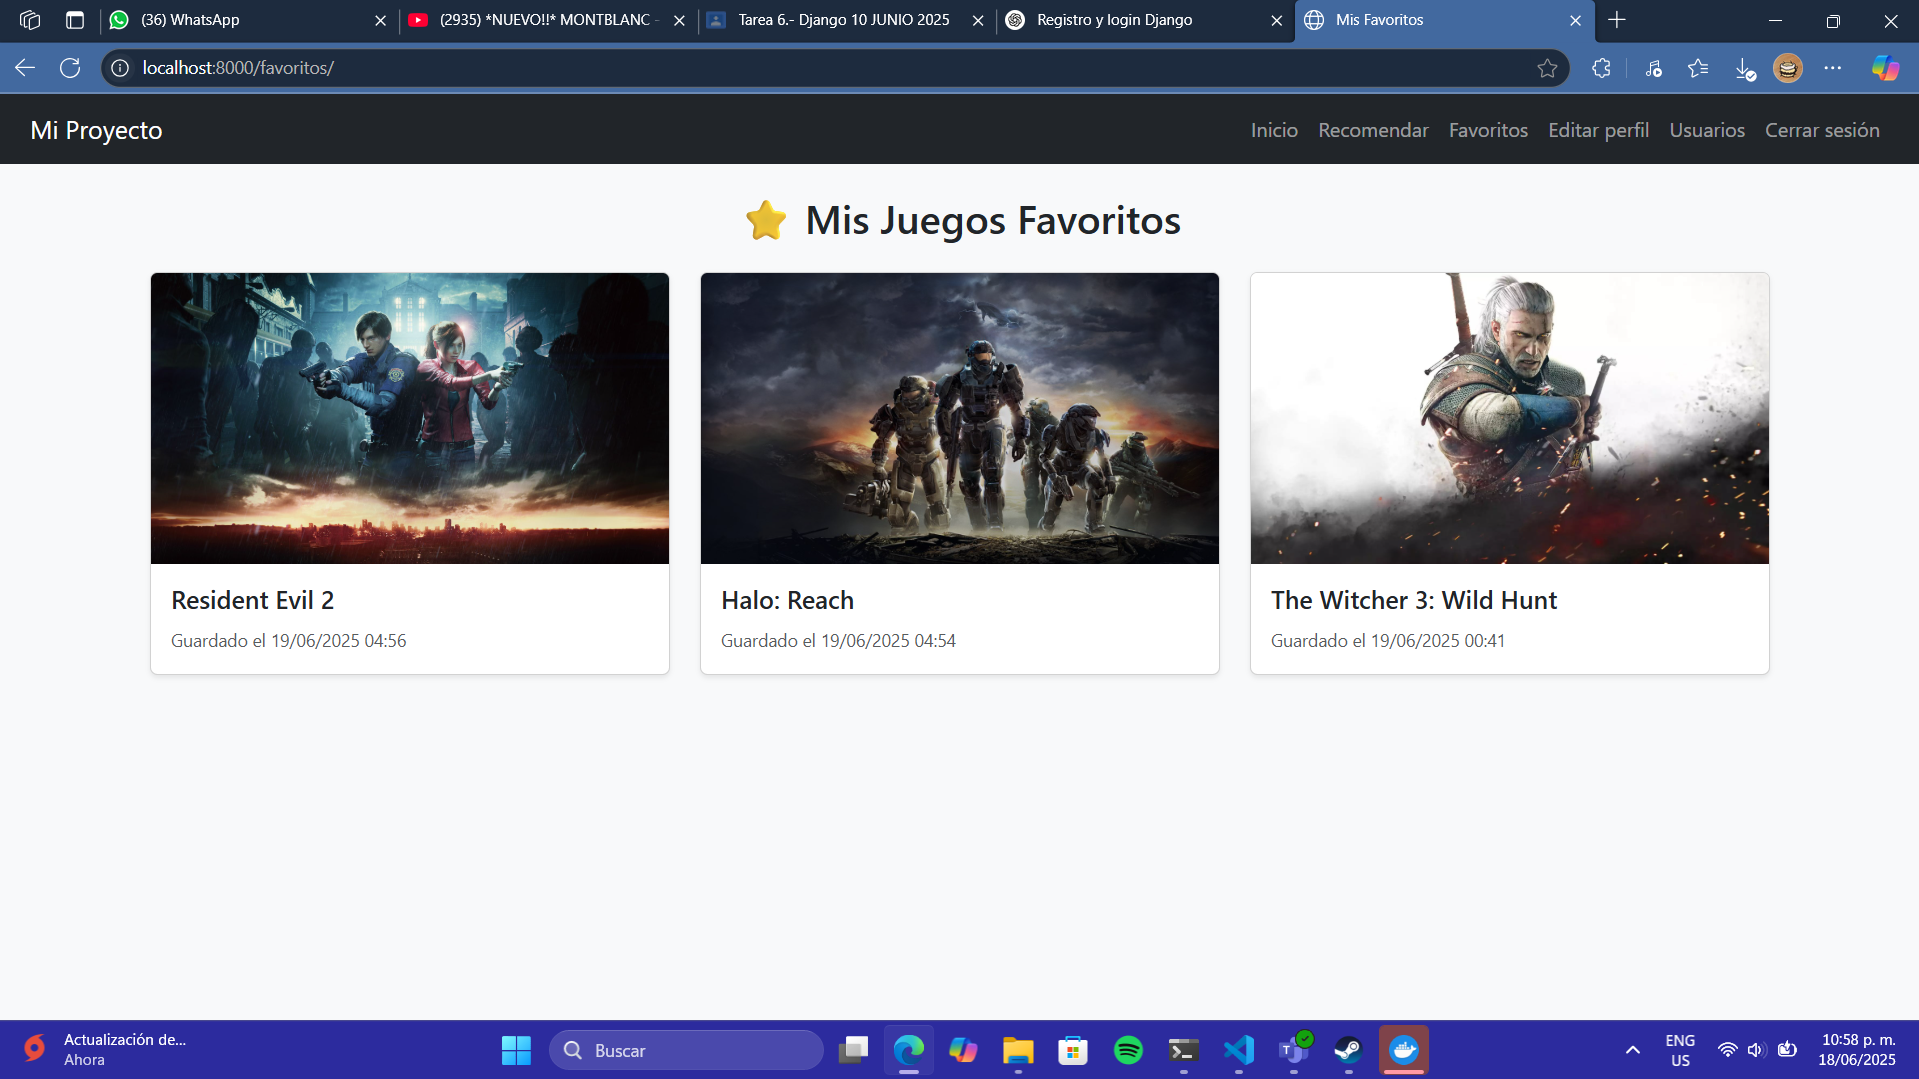 (36) WhatsApp
(2935) *NUEVO!!* MONTBLANC -
Tarea 6.- Django 10 JUNIO 2025
Registro y login Django
Mis Favoritos
localhost:8000/favoritos/
Mi Proyecto
Inicio
Recomendar
Favoritos
Editar perfil
Usuarios
Cerrar sesión
Mis Juegos Favoritos
Resident Evil 2
Guardado el 19/06/2025 04:56
Halo: Reach
Guardado el 19/06/2025 04:54
The Witcher 3: Wild Hunt
Guardado el 19/06/2025 00:41
Actualización de...
Ahora
Buscar
ENG
US
10:58 p. m.
18/06/2025